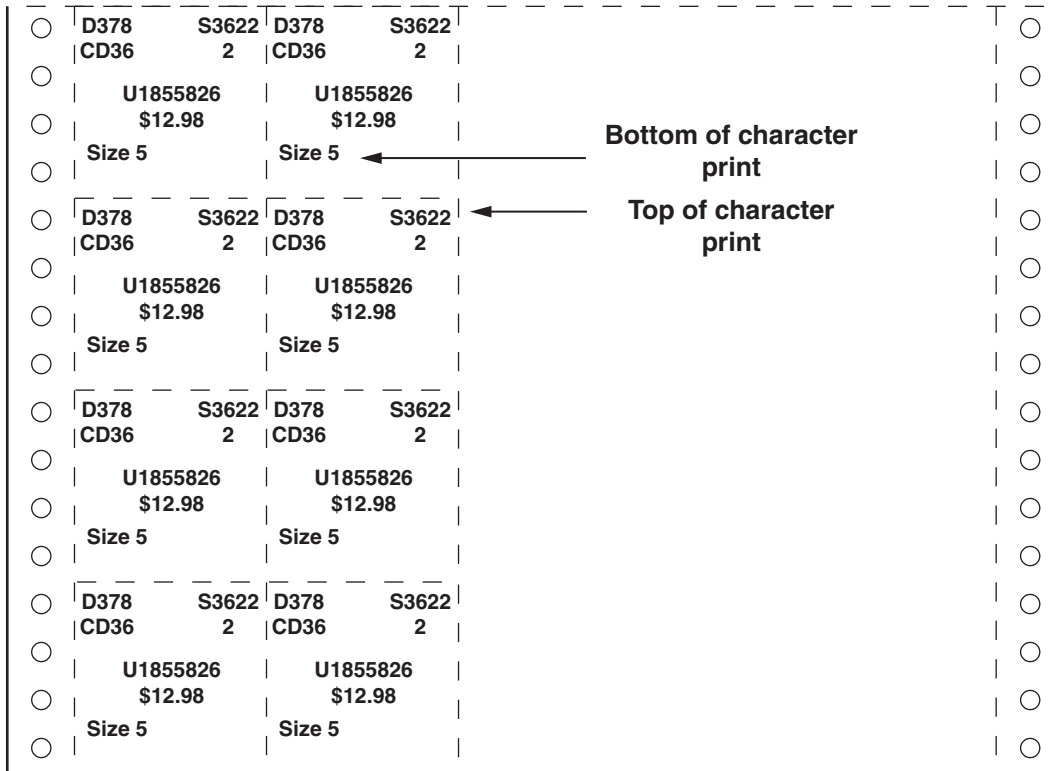 D378 S3622 D378 S3622
CD36 2 CD36 2
U1855826 U1855826
$12.98 $12.98
Size 5 Size 5
Bottom of character
print
Top of character
print
D378 S3622 D378 S3622
CD36 2 CD36 2
U1855826 U1855826
$12.98 $12.98
Size 5 Size 5
D378 S3622 D378 S3622
CD36 2 CD36 2
U1855826 U1855826
$12.98 $12.98
Size 5 Size 5
D378 S3622 D378 S3622
CD36 2 CD36 2
U1855826 U1855826
$12.98 $12.98
Size 5 Size 5